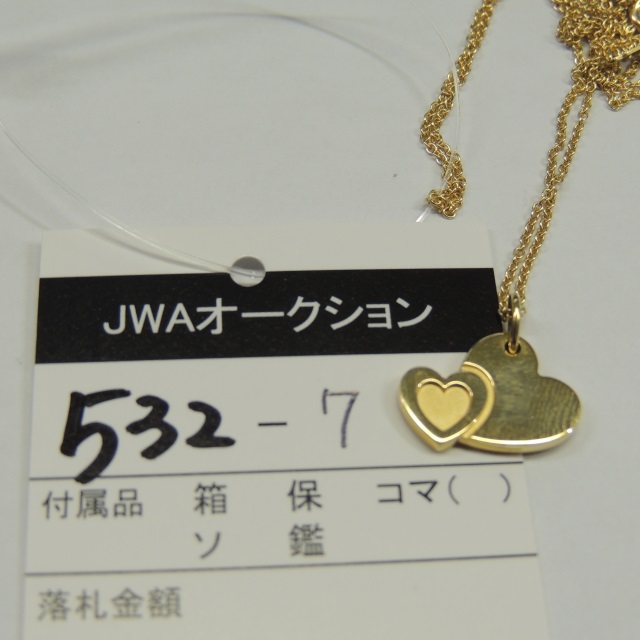 JWAオークション
532-7
付属品 箱 保 コマ( )
ソ 鑑
落札金額